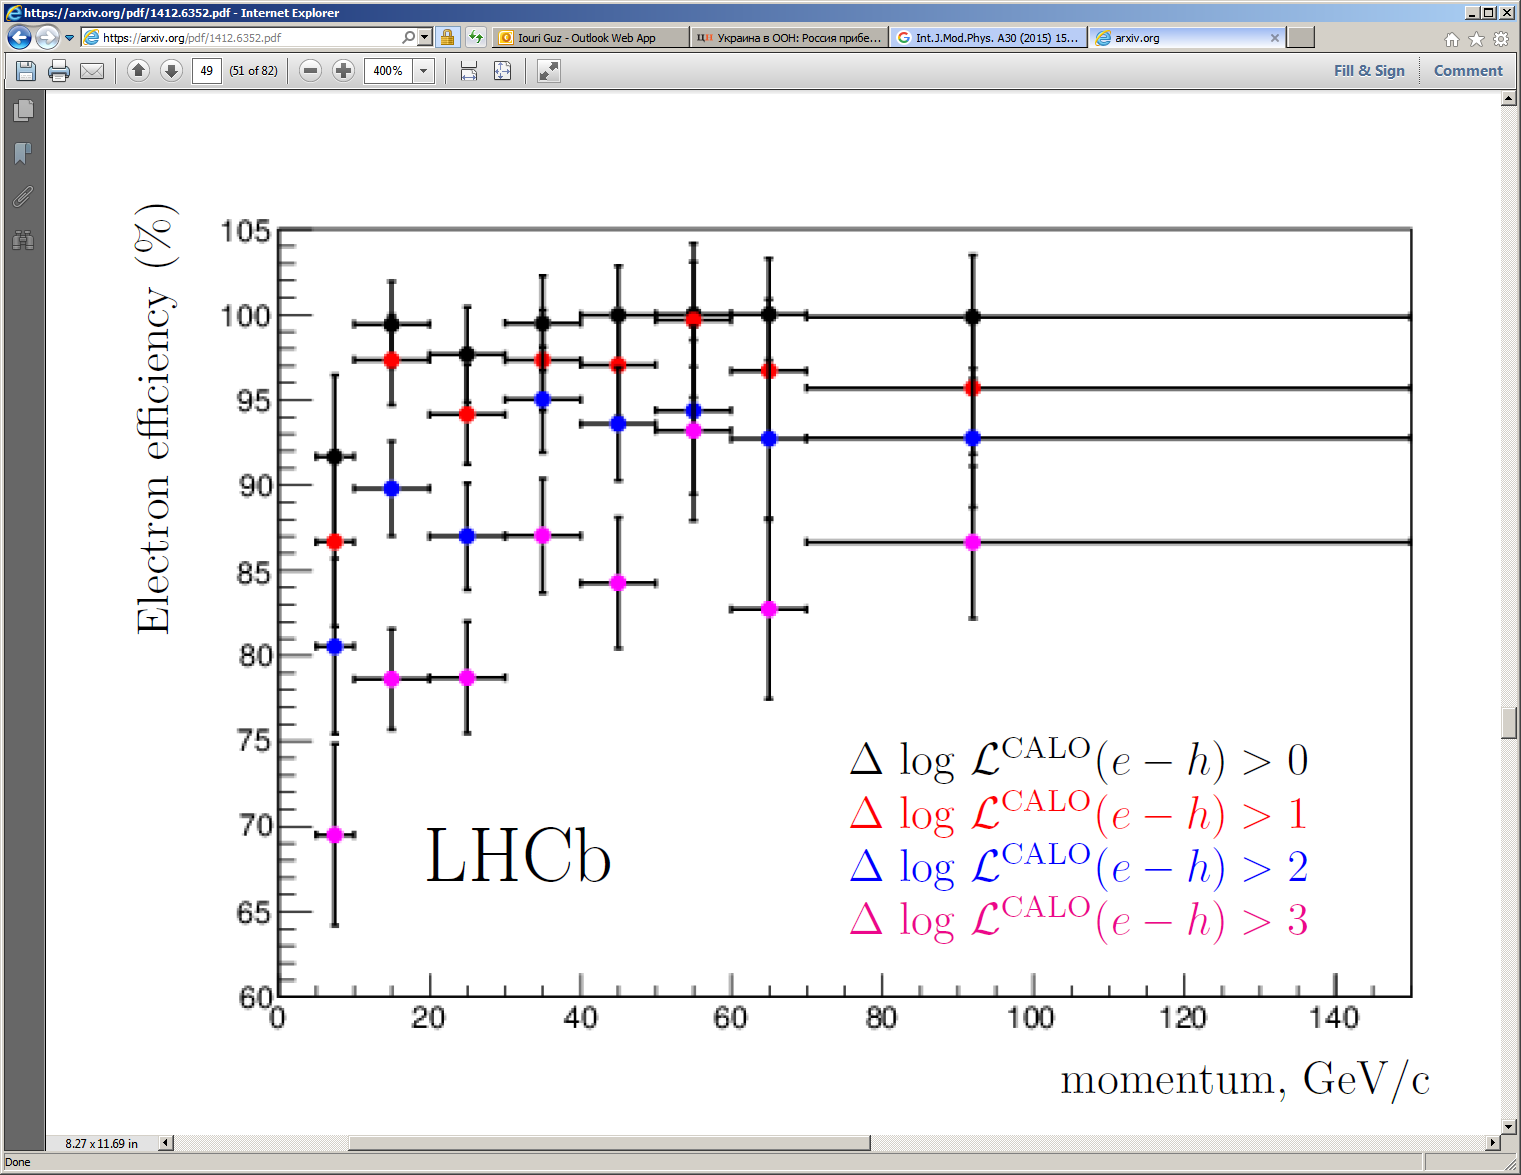 https://arxiv.org/pdf/1412.6352.pdf - Internet Explorer
https://arxiv.org/pdf/1412.6352.pdf
Iouri Guz - Outlook Web App
ЦП Украина в ООН: Россия прибе...
Int.J.Mod.Phys. A30 (2015) 15...
arxiv.org
49 (51 of 82) 400% Fill & Sign Comment
Electron efficiency (%)
105
100
95
90
85
80
75
70
65
60
Δ log ℒ^CALO(e − h) > 0
Δ log ℒ^CALO(e − h) > 1
Δ log ℒ^CALO(e − h) > 2
Δ log ℒ^CALO(e − h) > 3
LHCb
0 20 40 60 80 100 120 140
momentum, GeV/c
8.27 x 11.69 in
Done